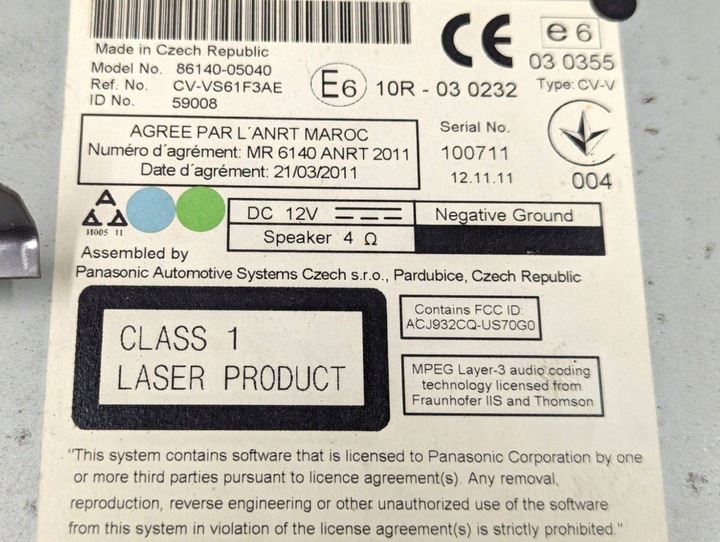 Made in Czech Republic
Model No. 86140-05040
Ref. No. CV-VS61F3AE
ID No. 59008
E6 10R - 03 0232
CE
e6
03 0355
Type: CV-V
AGREE PAR L´ANRT MAROC
Numéro d´agrément: MR 6140 ANRT 2011
Date d´agrément: 21/03/2011
Serial No.
100711
12.11.11
004
И005 11
DC 12V
Negative Ground
Speaker 4 Ω
Assembled by
Panasonic Automotive Systems Czech s.r.o., Pardubice, Czech Republic
CLASS 1
LASER PRODUCT
Contains FCC ID:
ACJ932CQ-US70G0
MPEG Layer-3 audio coding
technology licensed from
Fraunhofer IIS and Thomson
"This system contains software that is licensed to Panasonic Corporation by one
or more third parties pursuant to licence agreement(s). Any removal,
reproduction, reverse engineering or other unauthorized use of the software
from this system in violation of the license agreement(s) is strictly prohibited."